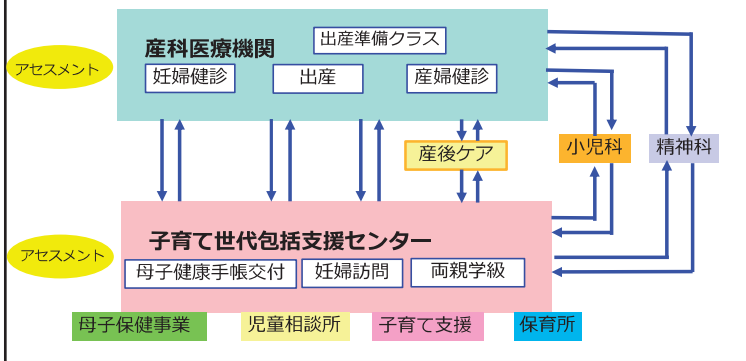 出産準備クラス
産科医療機関
アセスメント
妊婦健診
出産
産婦健診
産後ケア
小児科
精神科
子育て世代包括支援センター
アセスメント
母子健康手帳交付
妊婦訪問
両親学級
母子保健事業
児童相談所
子育て支援
保育所